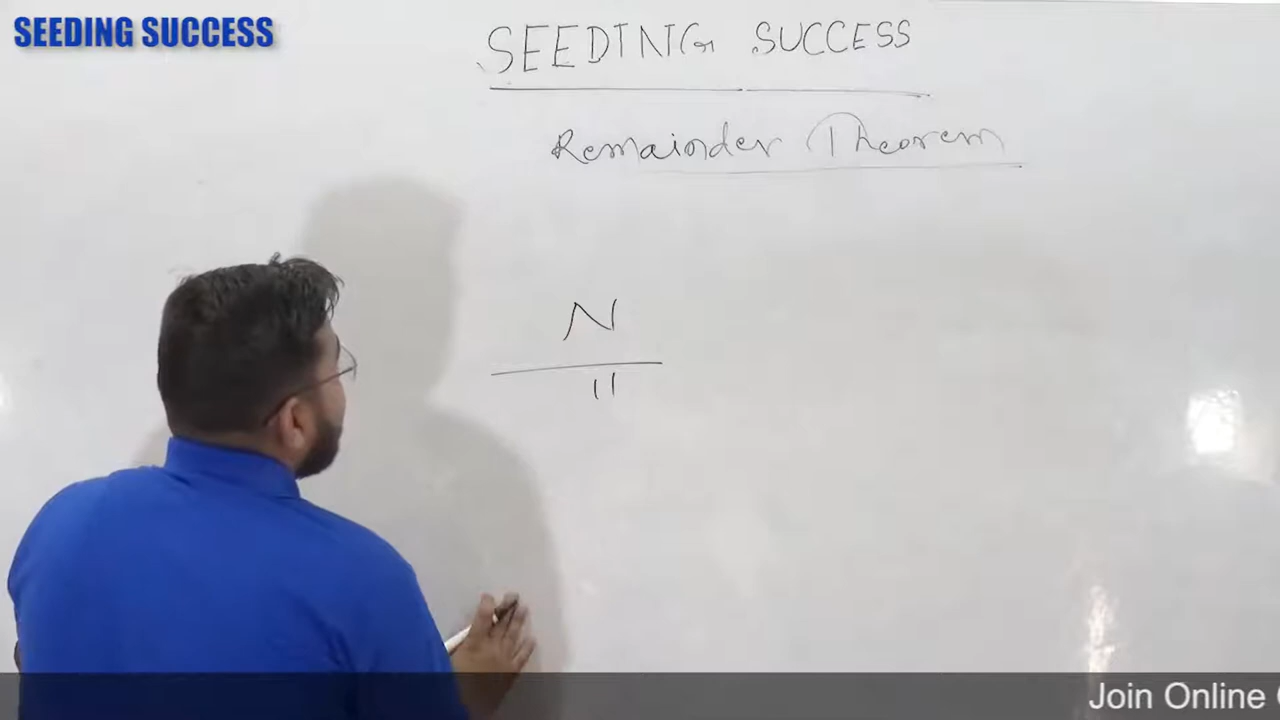 SEEDING SUCCESS
SEEDING SUCCESS
Remainder Theorem
N
11
Join Online